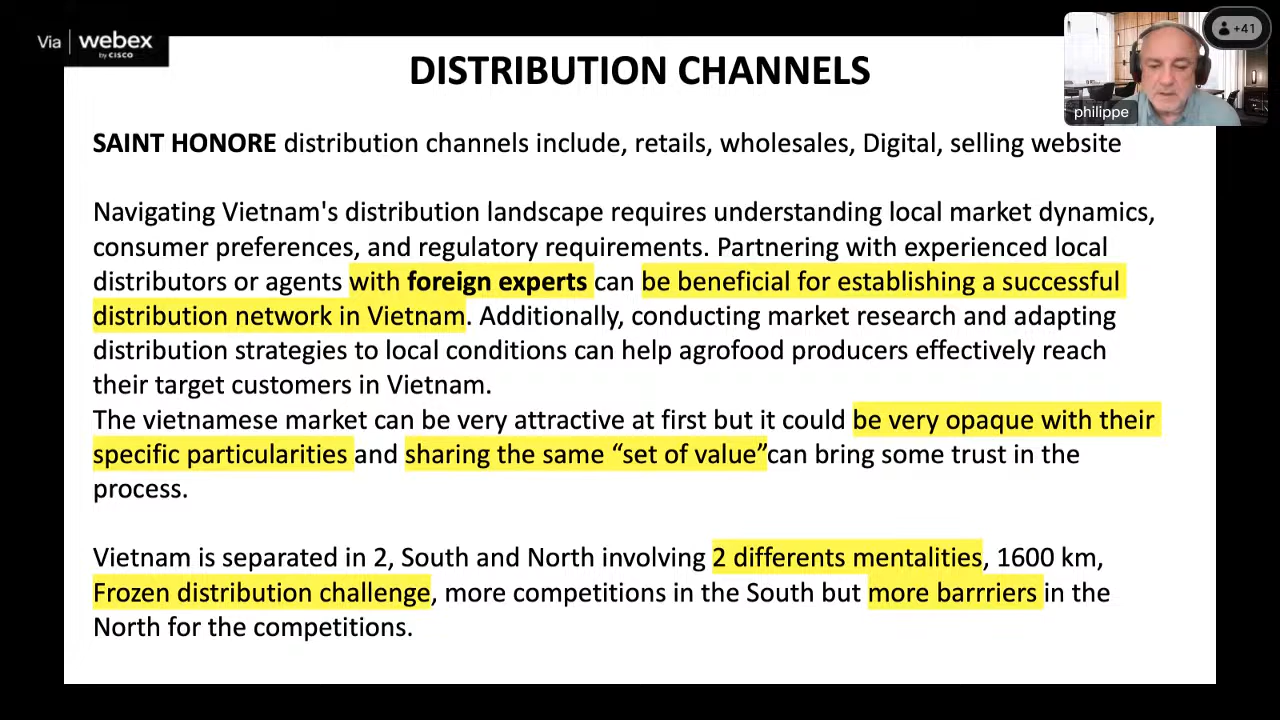 Via webex
by CISCO
+41
philippe
DISTRIBUTION CHANNELS
SAINT HONORE distribution channels include, retails, wholesales, Digital, selling website
Navigating Vietnam's distribution landscape requires understanding local market dynamics,
consumer preferences, and regulatory requirements. Partnering with experienced local
distributors or agents with foreign experts can be beneficial for establishing a successful
distribution network in Vietnam. Additionally, conducting market research and adapting
distribution strategies to local conditions can help agrofood producers effectively reach
their target customers in Vietnam.
The vietnamese market can be very attractive at first but it could be very opaque with their
specific particularities and sharing the same “set of value”can bring some trust in the
process.
Vietnam is separated in 2, South and North involving 2 differents mentalities, 1600 km,
Frozen distribution challenge, more competitions in the South but more barrriers in the
North for the competitions.